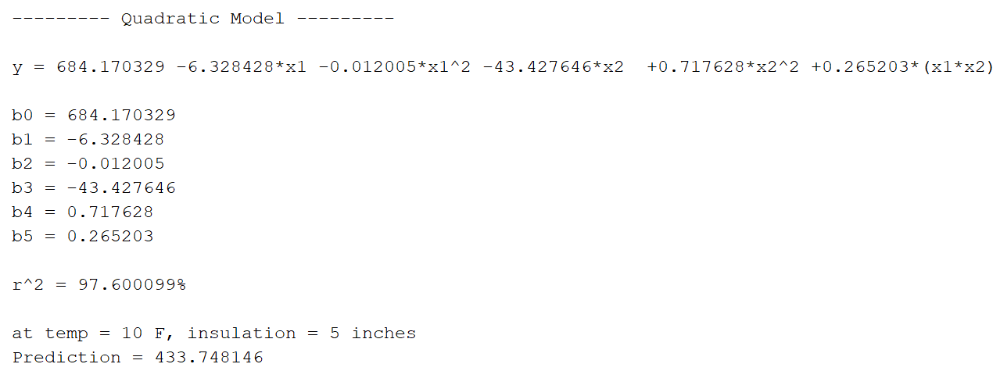 --------- Quadratic Model ---------
y = 684.170329 -6.328428*x1 -0.012005*x1^2 -43.427646*x2  +0.717628*x2^2 +0.265203*(x1*x2)
b0 = 684.170329
b1 = -6.328428
b2 = -0.012005
b3 = -43.427646
b4 = 0.717628
b5 = 0.265203
r^2 = 97.600099%
at temp = 10 F, insulation = 5 inches
Prediction = 433.748146